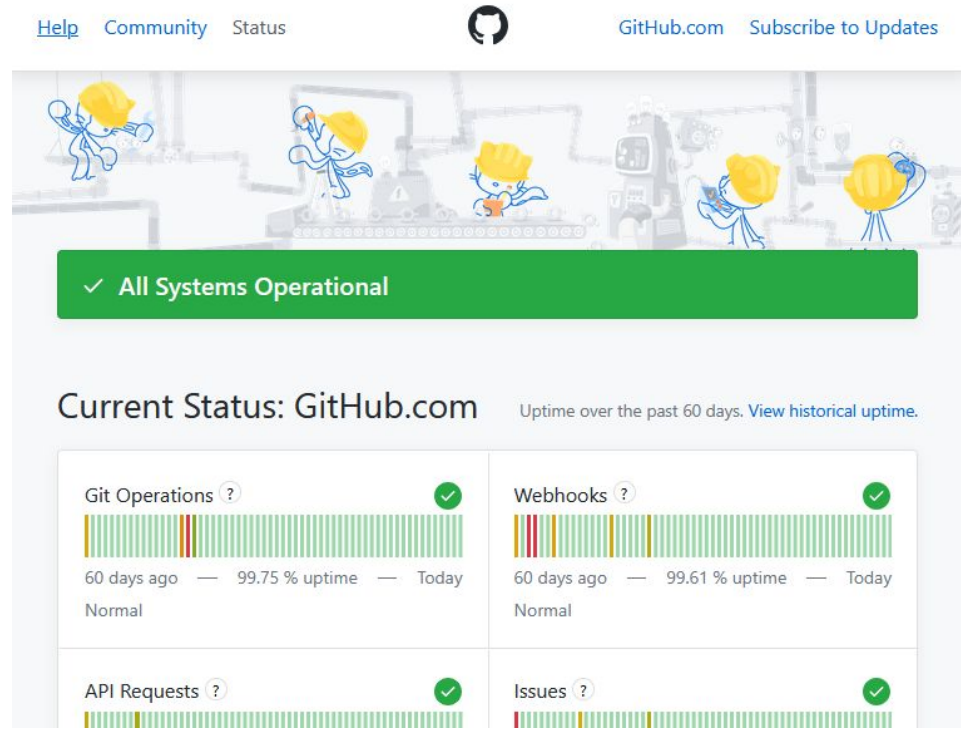 Help Community Status GitHub.com Subscribe to Updates
All Systems Operational
Current Status: GitHub.com Uptime over the past 60 days. View historical uptime.
Git Operations ?
60 days ago — 99.75 % uptime — Today
Normal
Webhooks ?
60 days ago — 99.61 % uptime — Today
Normal
API Requests ?
Issues ?